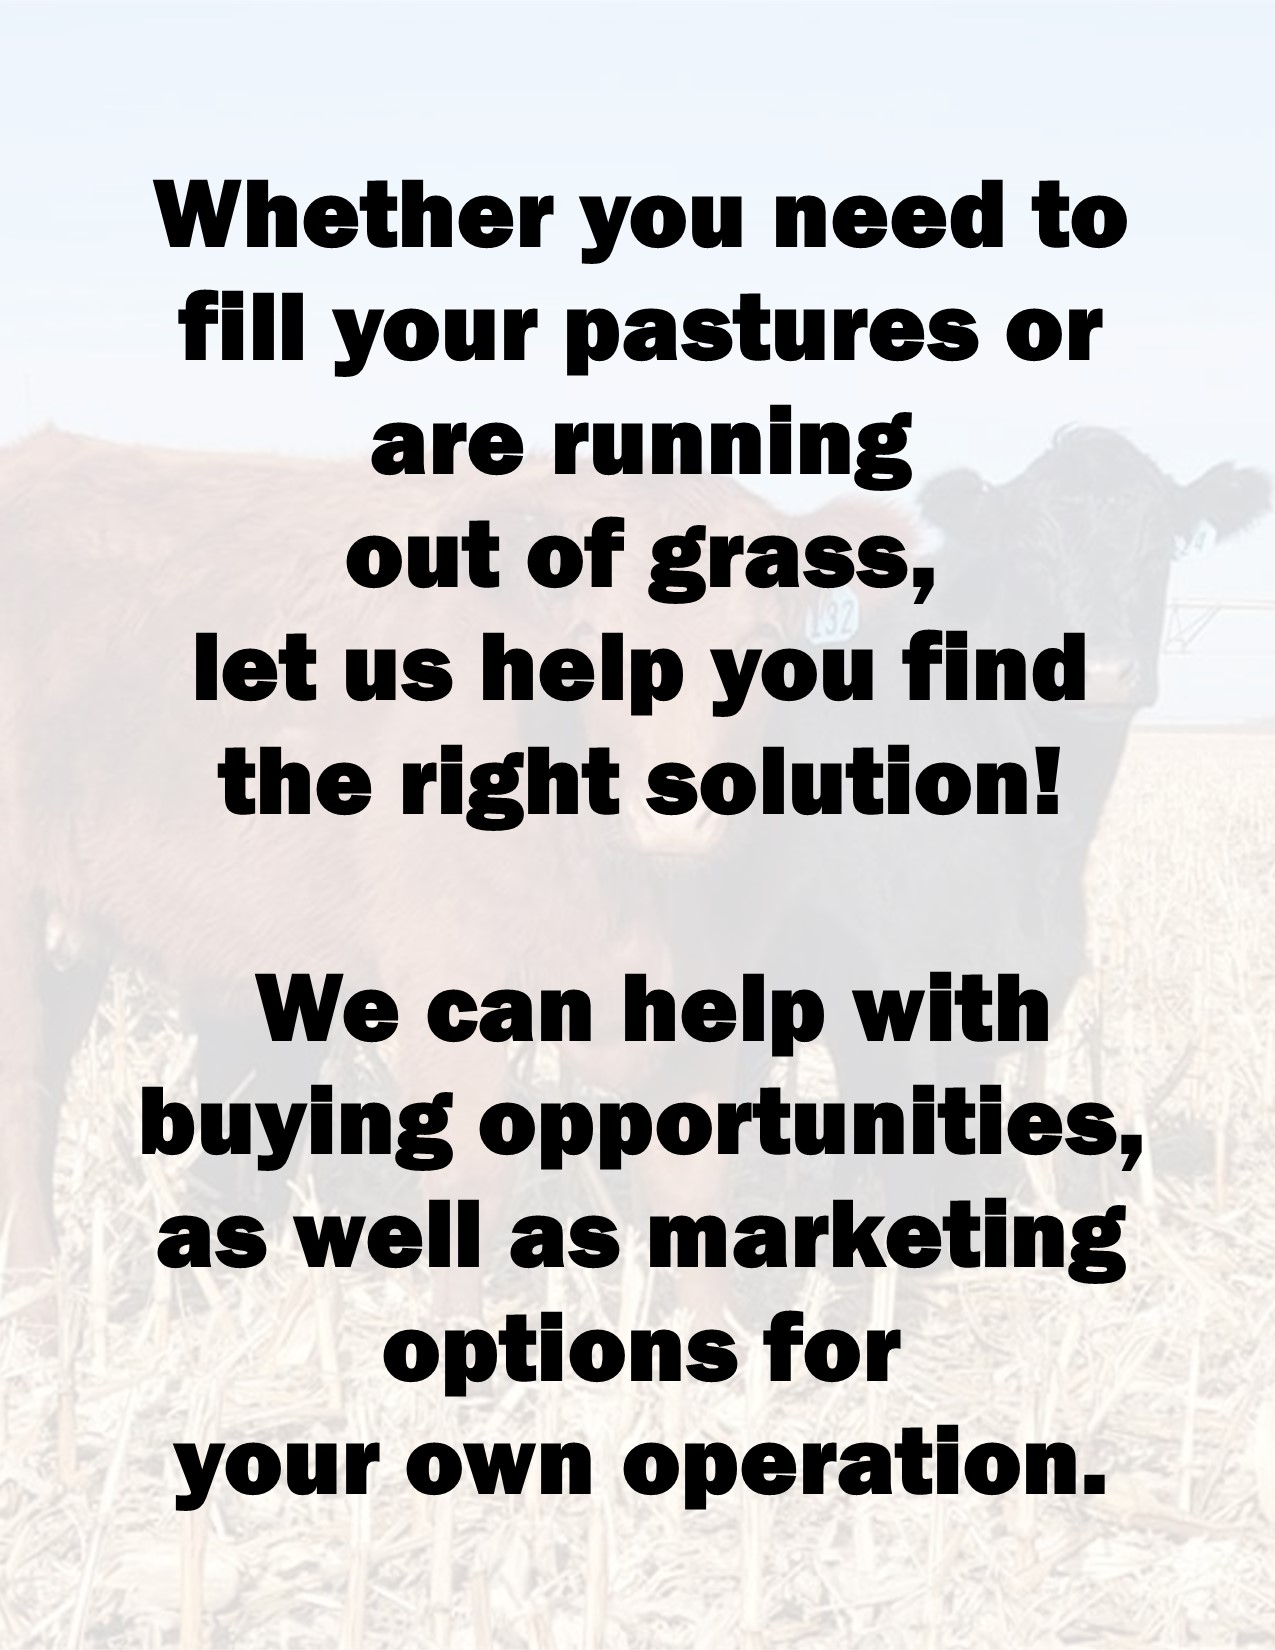 Whether you need to
fill your pastures or
are running
out of grass,
let us help you find
the right solution!
We can help with
buying opportunities,
as well as marketing
options for
your own operation.
132